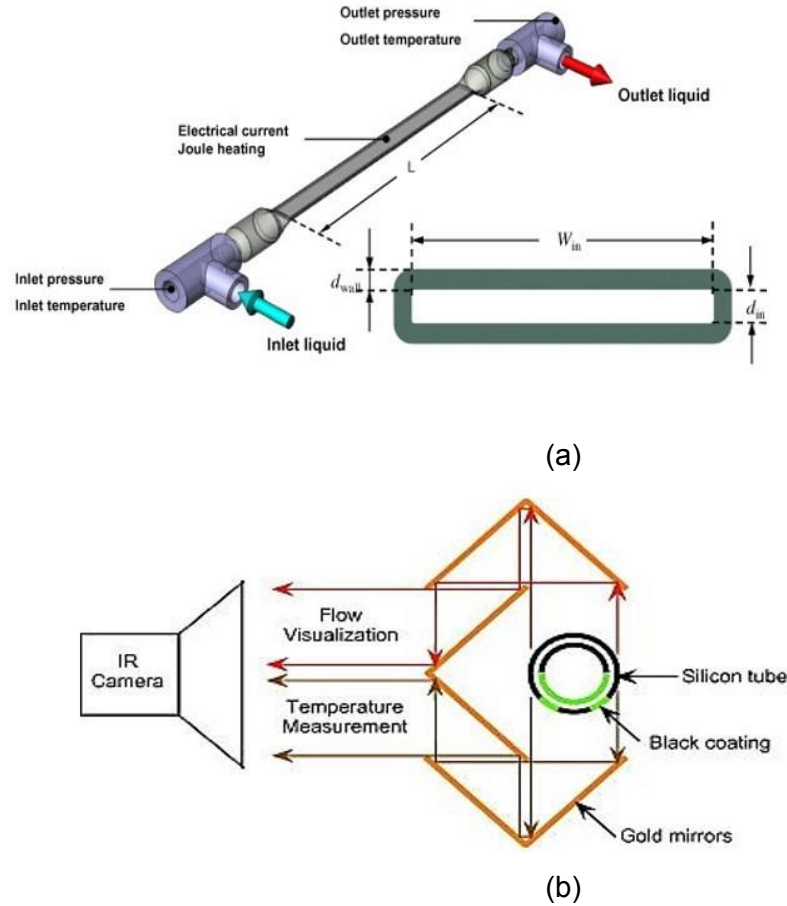 Outlet pressure
Outlet temperature
Outlet liquid
Electrical current
Joule heating
L
W_in
d_wall
d_in
Inlet pressure
Inlet temperature
Inlet liquid
(a)
Flow
Visualization
IR
Camera
Silicon tube
Temperature
Measurement
Black coating
Gold mirrors
(b)